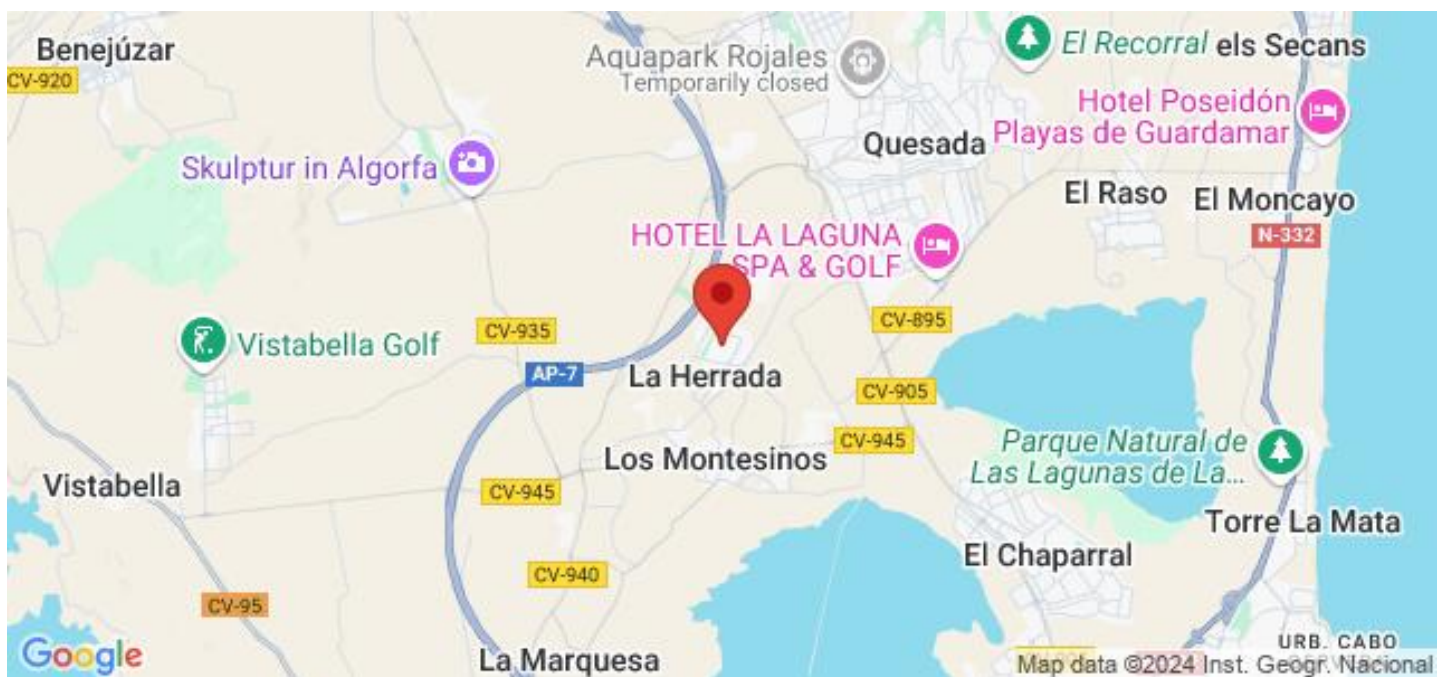 Benejúzar
CV-920
Aquapark Rojales
Temporarily closed
El Recorral
els Secans
Hotel Poseidón
Playas de Guardamar
Quesada
Skulptur in Algorfa
El Raso
El Moncayo
N-332
HOTEL LA LAGUNA
SPA & GOLF
CV-895
CV-935
Vistabella Golf
AP-7
La Herrada
CV-905
CV-945
Parque Natural de
Las Lagunas de La...
Los Montesinos
Vistabella
CV-945
Torre La Mata
El Chaparral
CV-940
CV-95
URB. CABO
Google
La Marquesa
Map data ©2024 Inst. Geogr. Nacional